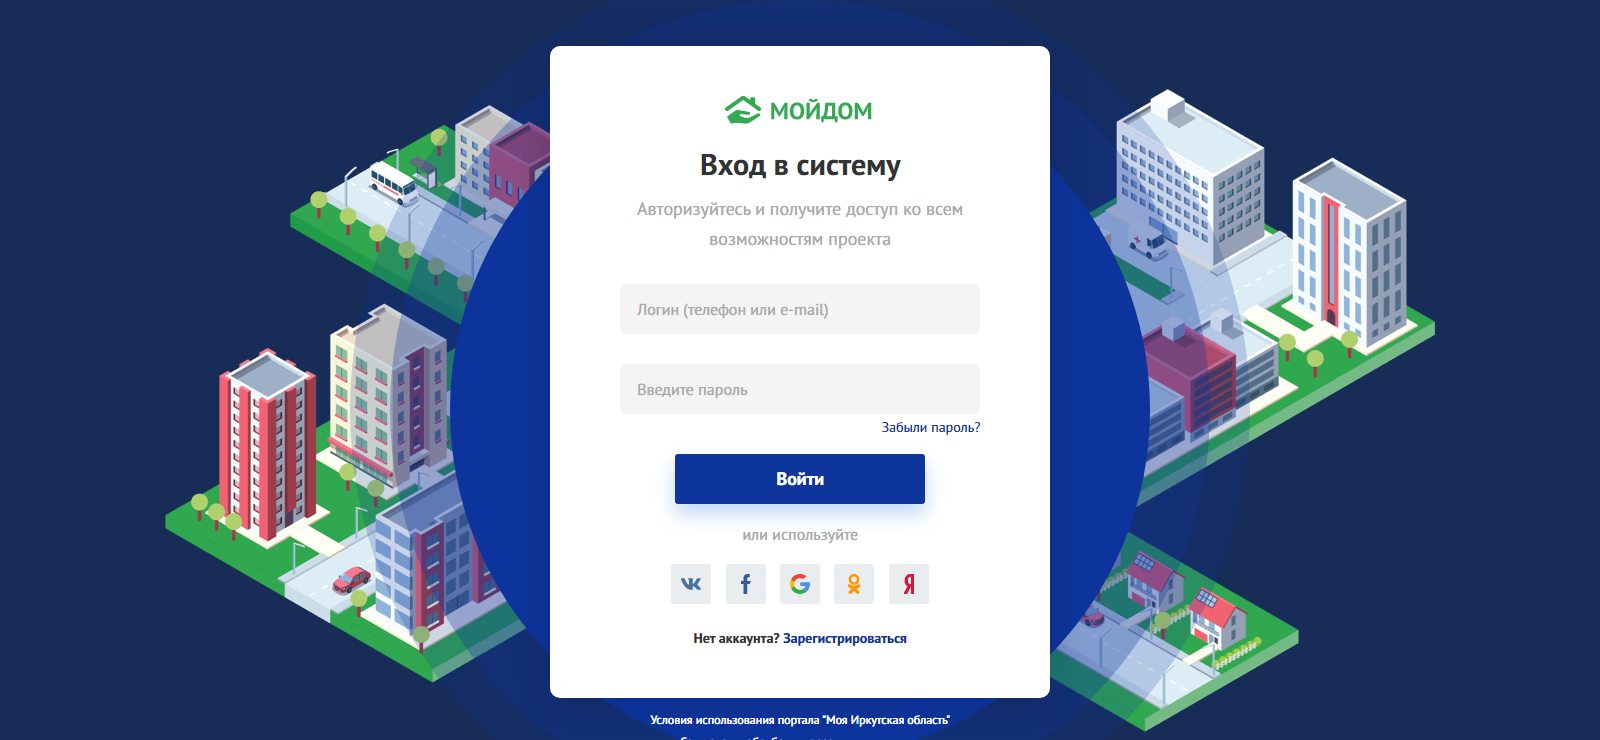 МОЙДОМ
Вход в систему
Авторизуйтесь и получите доступ ко всем
возможностям проекта
Логин (телефон или e-mail)
Введите пароль
Забыли пароль?
Войти
или используйте
Нет аккаунта? Зарегистрироваться
Условия использования портала "Моя Иркутская область"